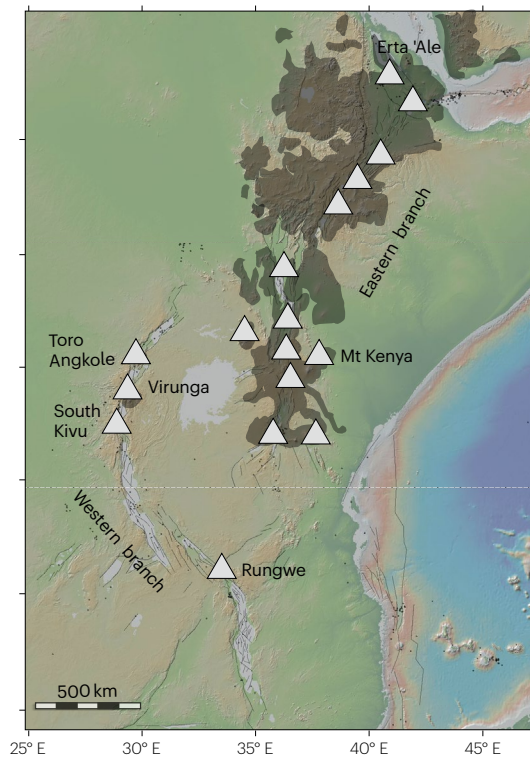 Erta 'Ale
Eastern branch
Toro
Angkole
Mt Kenya
Virunga
South
Kivu
Western branch
Rungwe
500 km
25° E
30° E
35° E
40° E
45° E